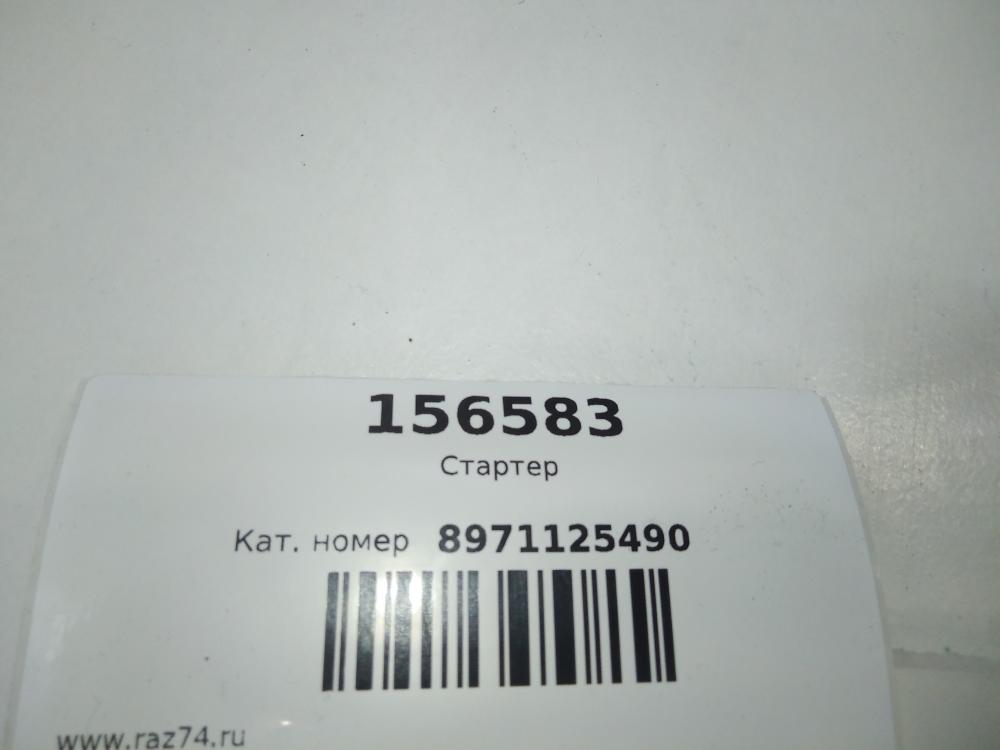 156583
Стартер
Кат. номер 8971125490
www.raz74.ru